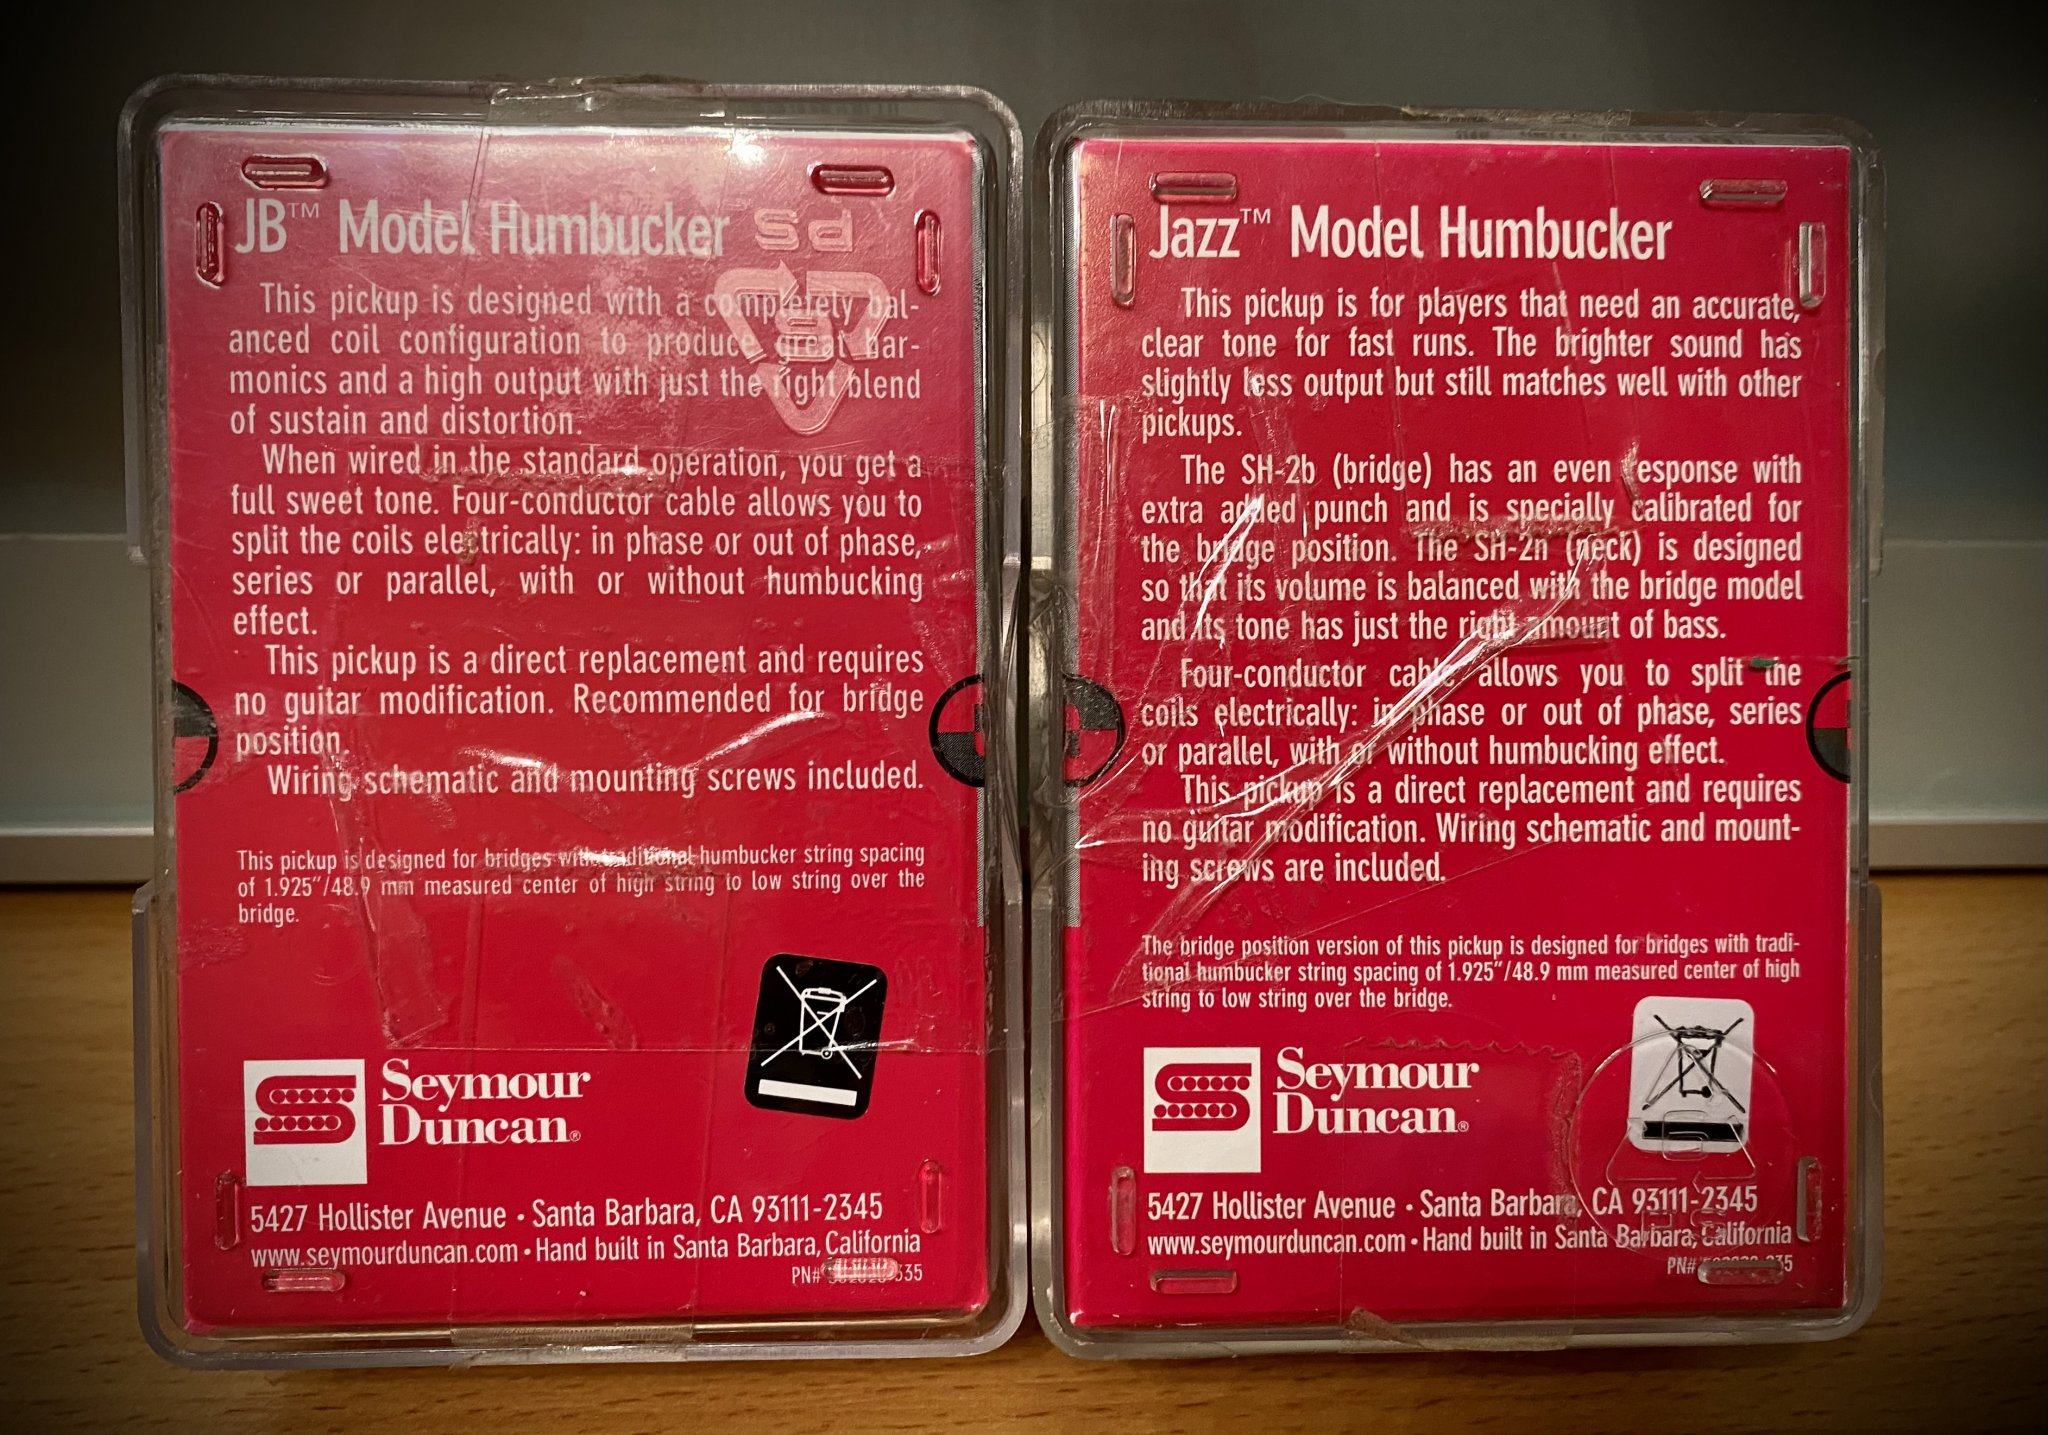 JB™ Model Humbucker
This pickup is designed with a completely bal-
anced coil configuration to produce great har-
monics and a high output with just the right blend
of sustain and distortion.
When wired in the standard operation, you get a
full sweet tone. Four-conductor cable allows you to
split the coils electrically: in phase or out of phase,
series or parallel, with or without humbucking
effect.
This pickup is a direct replacement and requires
no guitar modification. Recommended for bridge
position.
Wiring schematic and mounting screws included.
This pickup is designed for bridges with traditional humbucker string spacing
of 1.925"/48.9 mm measured center of high string to low string over the
bridge.
Seymour
Duncan®
5427 Hollister Avenue • Santa Barbara, CA 93111-2345
www.seymourduncan.com • Hand built in Santa Barbara, California
PN#
PS
6
Jazz™ Model Humbucker
This pickup is for players that need an accurate,
clear tone for fast runs. The brighter sound has
slightly less output but still matches well with other
pickups.
The SH-2b (bridge) has an even response with
extra added punch and is specially calibrated for
the bridge position. The SH-2n (neck) is designed
so that its volume is balanced with the bridge model
and its tone has just the right amount of bass.
Four-conductor cable allows you to split the
coils electrically: in phase or out of phase, series
or parallel, with or without humbucking effect.
This pickup is a direct replacement and requires
no guitar modification. Wiring schematic and mount-
ing screws are included.
The bridge position version of this pickup is designed for bridges with tradi-
tional humbucker string spacing of 1.925"/48.9 mm measured center of high
string to low string over the bridge.
Seymour
Duncan®
5427 Hollister Avenue • Santa Barbara, CA 93111-2345
www.seymourduncan.com • Hand built in Santa Barbara, California
PN#